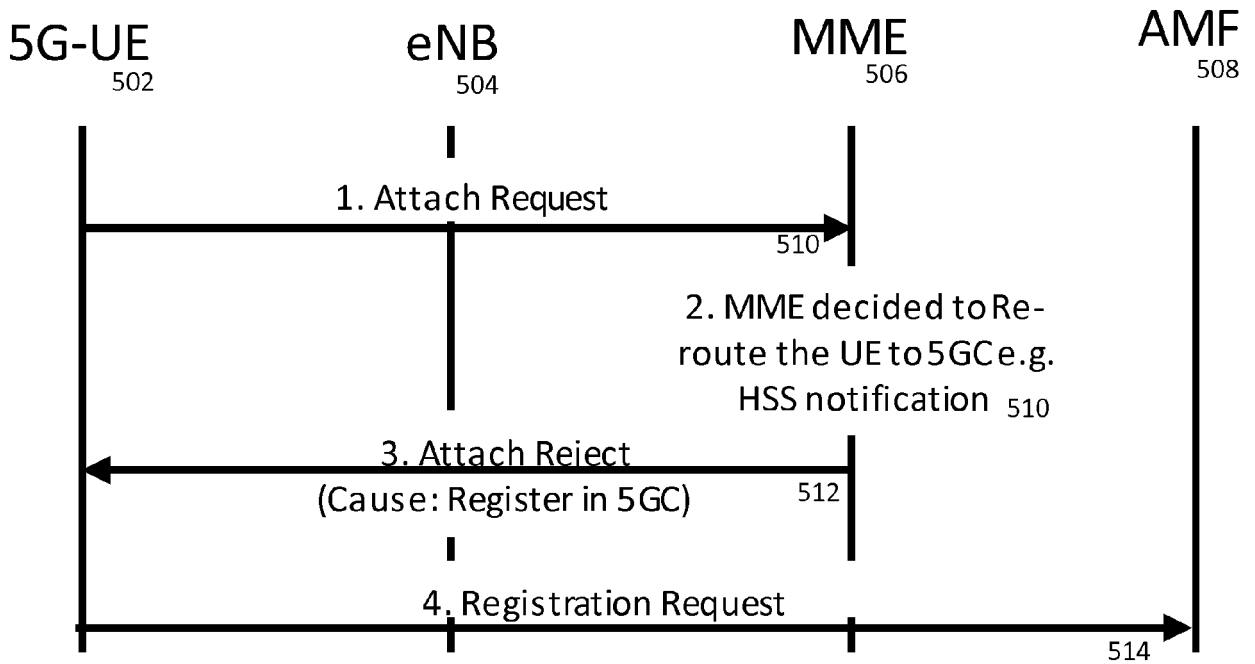 5G-UE
502
eNB
504
MME
506
AMF
508
1. Attach Request
510
2. MME decided to Re-
route the UE to 5GC e.g.
HSS notification 510
3. Attach Reject
(Cause: Register in 5GC)
512
4. Registration Request
514